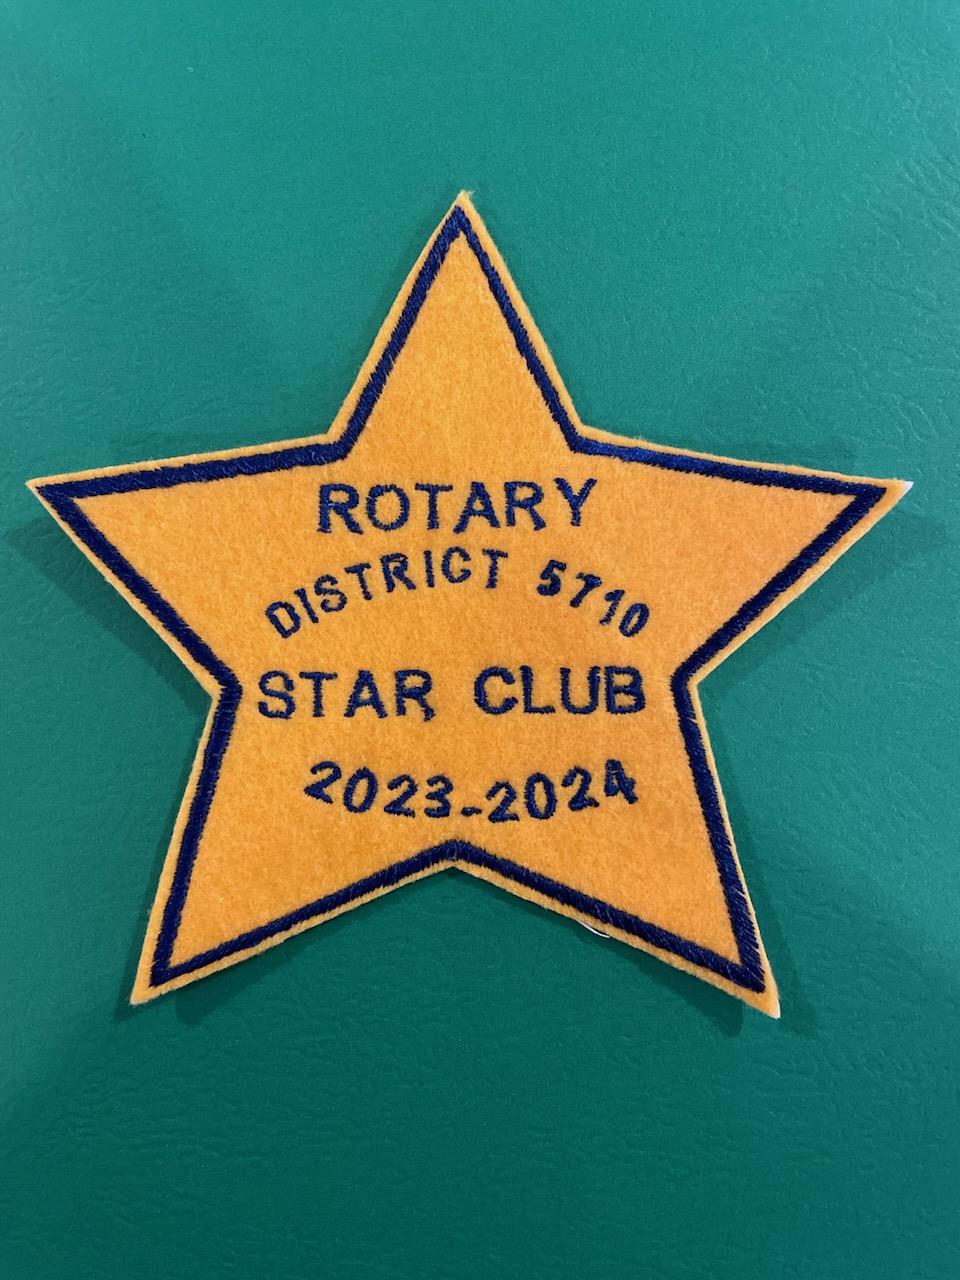 ROTARY
DISTRICT 5710
STAR CLUB
2023-2024